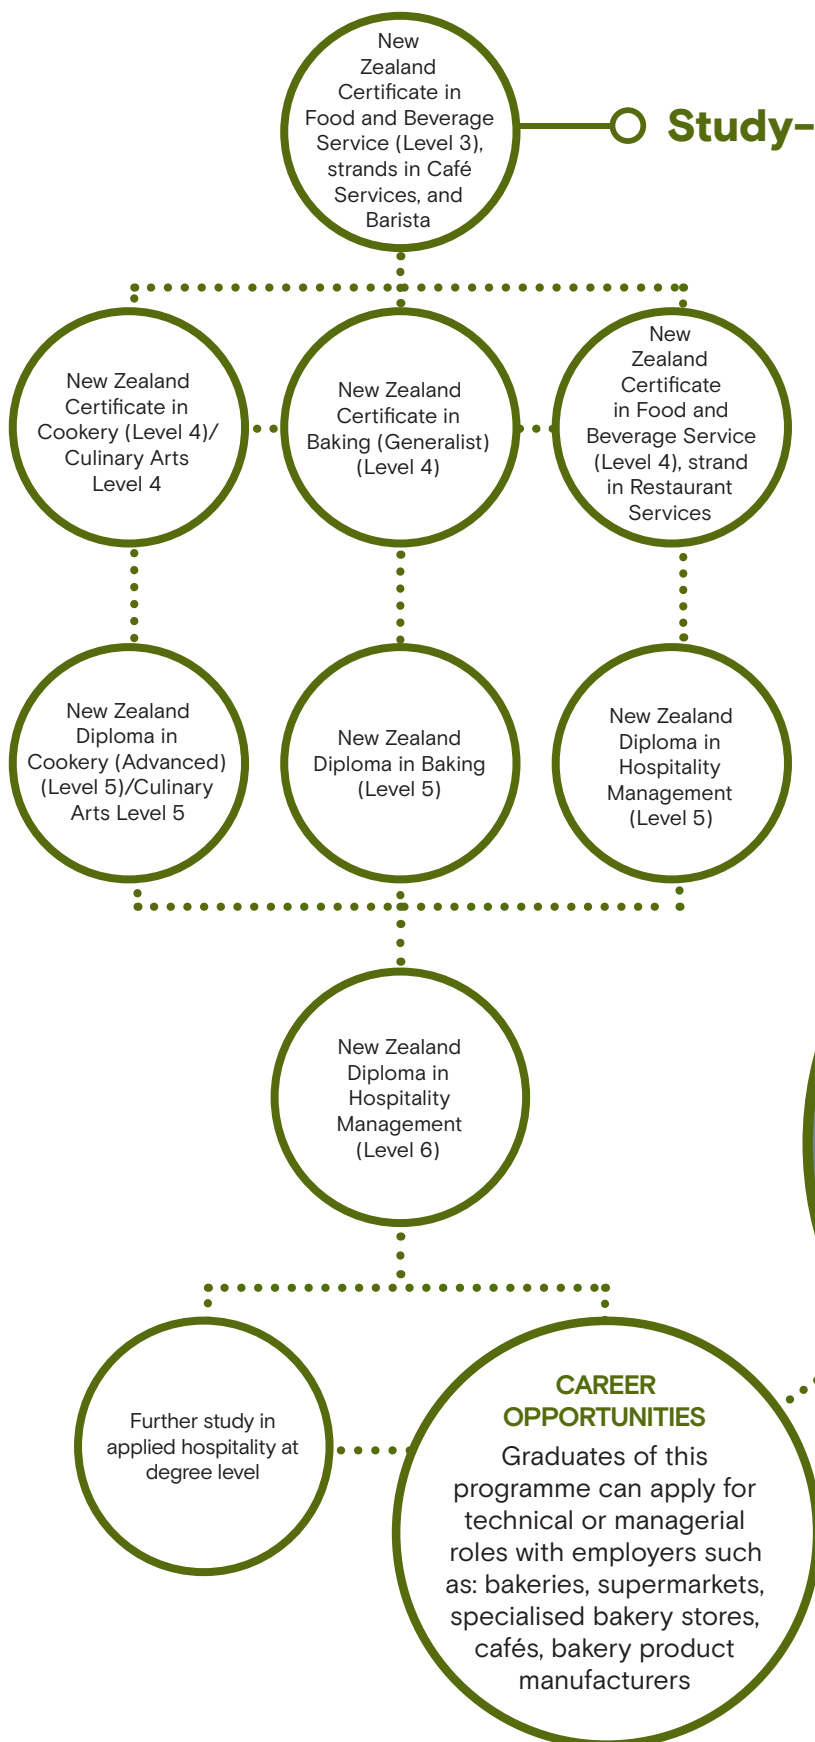 New
Zealand
Certificate in
Food and Beverage
Service (Level 3),
strands in Café
Services, and
Barista
Study-
New Zealand
Certificate in
Cookery (Level 4)/
Culinary Arts
Level 4
New Zealand
Certificate in
Baking (Generalist)
(Level 4)
New
Zealand
Certificate
in Food and
Beverage Service
(Level 4), strand
in Restaurant
Services
New Zealand
Diploma in
Cookery (Advanced)
(Level 5)/Culinary
Arts Level 5
New Zealand
Diploma in Baking
(Level 5)
New Zealand
Diploma in
Hospitality
Management
(Level 5)
New Zealand
Diploma in
Hospitality
Management
(Level 6)
Further study in
applied hospitality at
degree level
CAREER
OPPORTUNITIES
Graduates of this
programme can apply for
technical or managerial
roles with employers such
as: bakeries, supermarkets,
specialised bakery stores,
cafés, bakery product
manufacturers